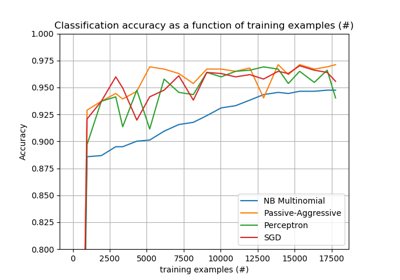 Classification accuracy as a function of training examples (#)
1.000
0.975
0.950
0.925
0.900
0.875
0.850
0.825
0.800
Accuracy
NB Multinomial
Passive-Aggressive
Perceptron
SGD
0 2500 5000 7500 10000 12500 15000 17500
training examples (#)